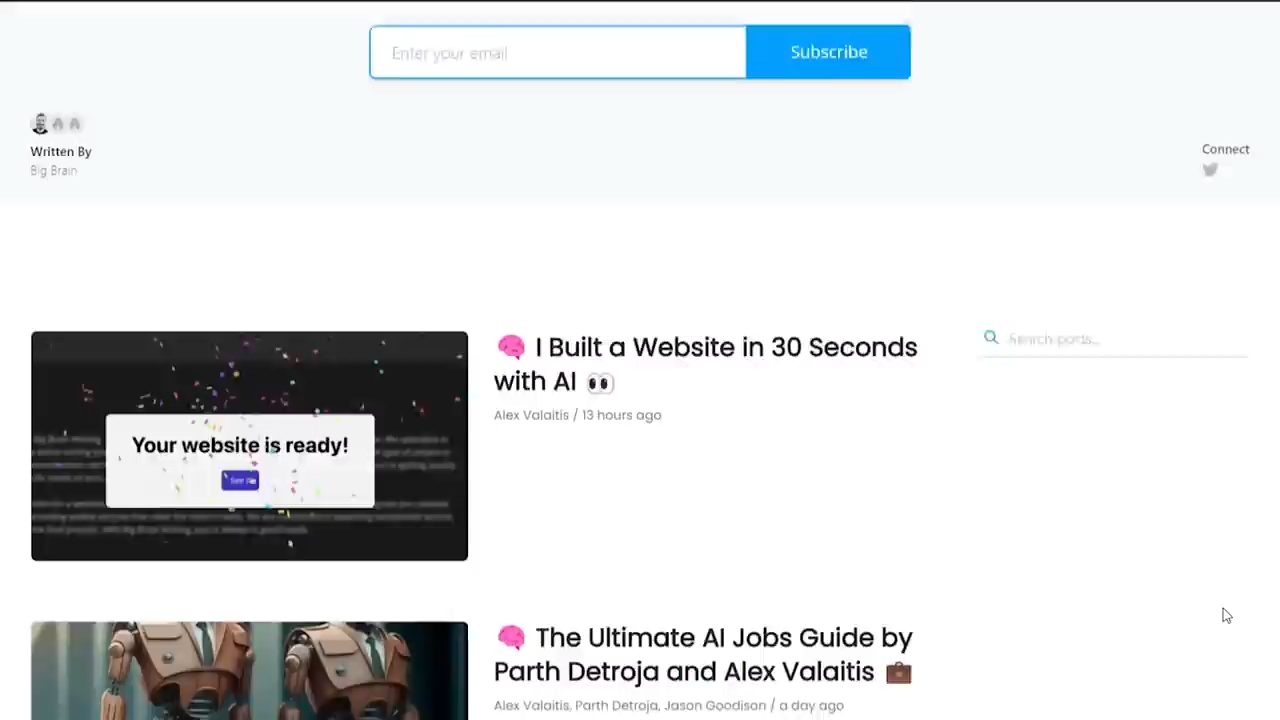 Enter your email
Subscribe
Written By
Big Brain
Connect
Your website is ready!
🧠 I Built a Website in 30 Seconds
with AI 👀
Alex Valaitis / 13 hours ago
Search posts...
🧠 The Ultimate AI Jobs Guide by
Parth Detroja and Alex Valaitis 💼
Alex Valaitis, Parth Detroja, Jason Goodison / a day ago